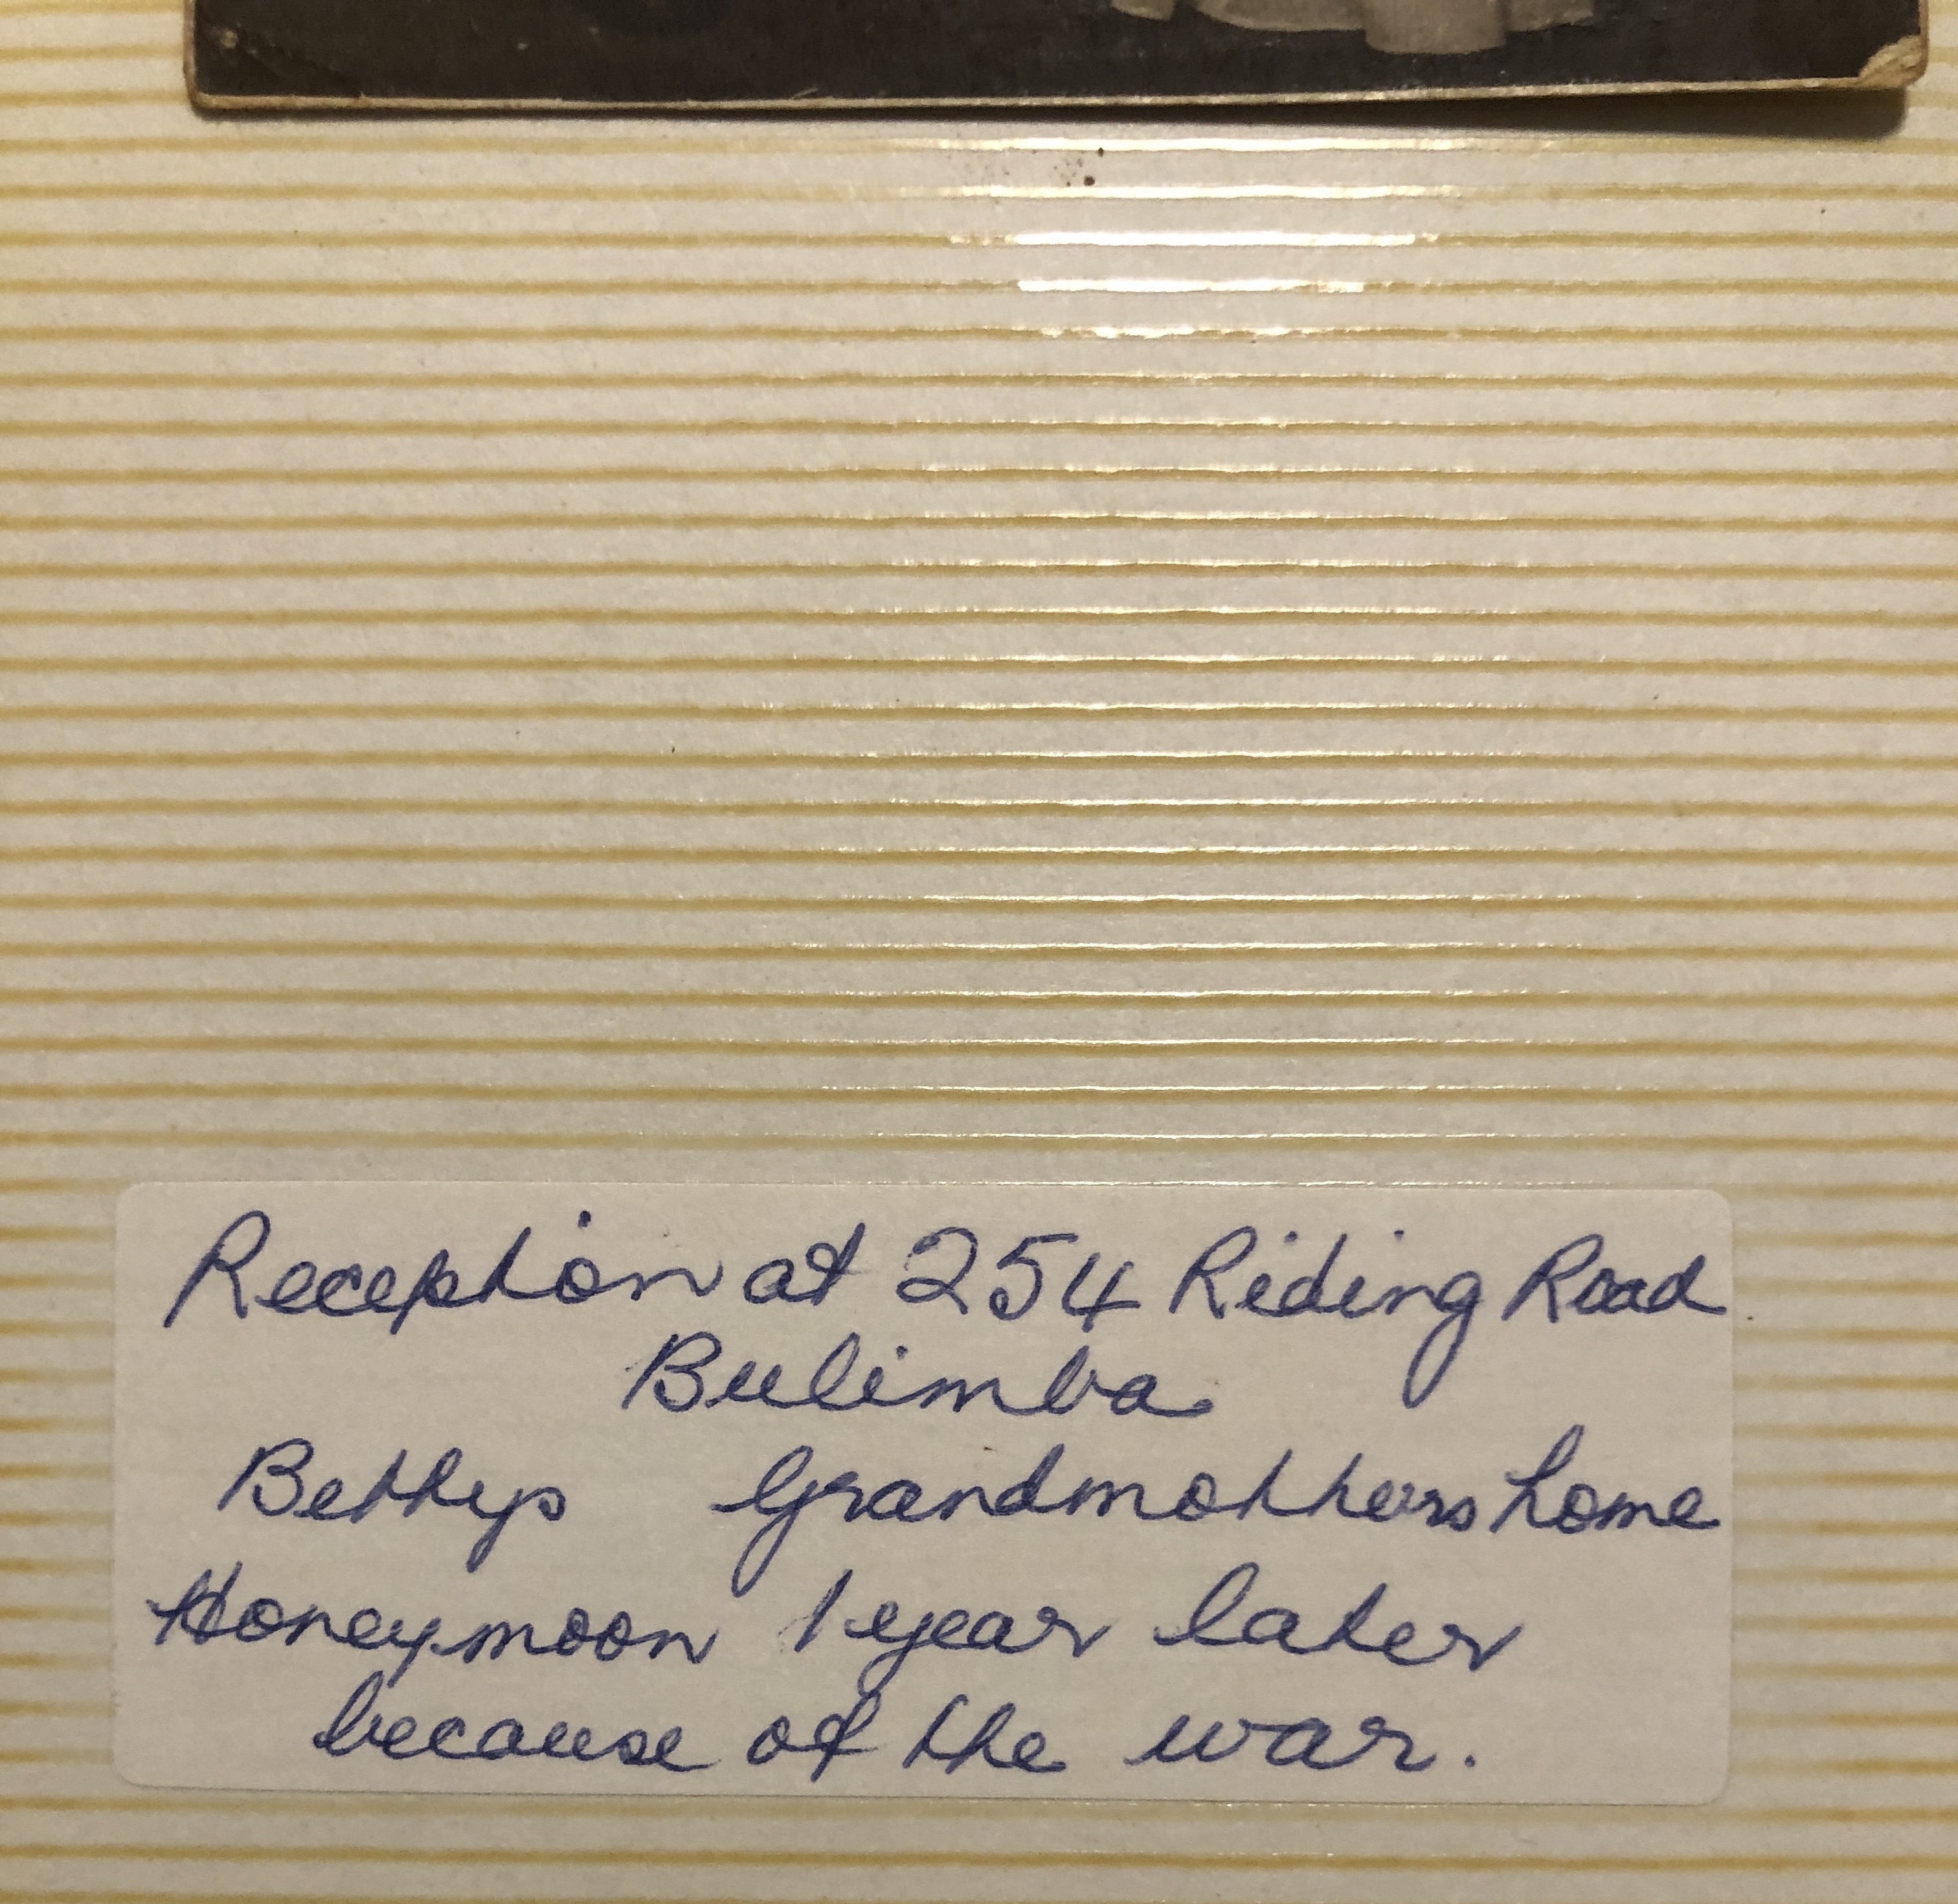 Reception at 254 Riding Road
Bulimba
Bettys Grandmothers home
Honeymoon 1 year later
because of the war.